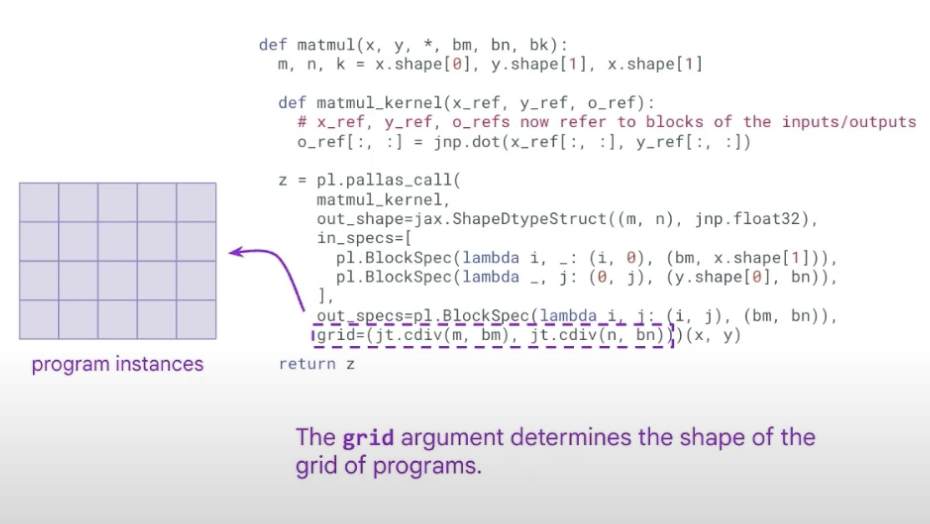 def matmul(x, y, *, bm, bn, bk):
m, n, k = x.shape[0], y.shape[1], x.shape[1]
def matmul_kernel(x_ref, y_ref, o_ref):
# x_ref, y_ref, o_refs now refer to blocks of the inputs/outputs
o_ref[:, :] = jnp.dot(x_ref[:, :], y_ref[:, :])
z = pl.pallas_call(
matmul_kernel,
out_shape=jax.ShapeDtypeStruct((m, n), jnp.float32),
in_specs=[
pl.BlockSpec(lambda i, _: (i, 0), (bm, x.shape[1])),
pl.BlockSpec(lambda _, j: (0, j), (y.shape[0], bn)),
],
out_specs=pl.BlockSpec(lambda i, j: (i, j), (bm, bn)),
grid=(jt.cdiv(m, bm), jt.cdiv(n, bn)))(x, y)
return z
program instances
The grid argument determines the shape of the
grid of programs.